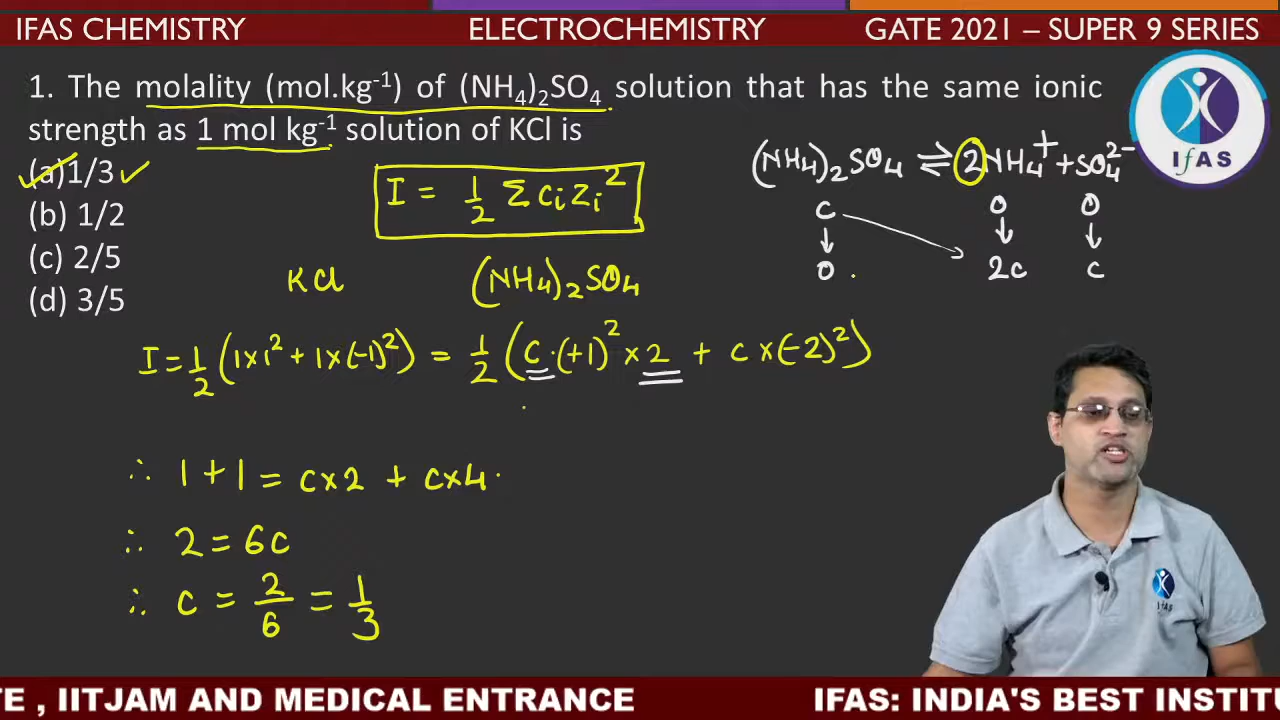 IFAS CHEMISTRY ELECTROCHEMISTRY GATE 2021 – SUPER 9 SERIES
1. The molality (mol.kg⁻¹) of (NH₄)₂SO₄ solution that has the same ionic
strength as 1 mol kg⁻¹ solution of KCl is
(a) 1/3
(b) 1/2
(c) 2/5
(d) 3/5
I = 1/2 Σ cᵢ zᵢ²
(NH₄)₂SO₄ ⇌ 2NH₄⁺ + SO₄²⁻
c 0 0
↓ ↓ ↓
0 2c c
KCl (NH₄)₂SO₄
I = 1/2 (1×1² + 1×(-1)²) = 1/2 (c·(+1)² × 2 + c×(-2)²)
∴ 1 + 1 = c×2 + c×4
∴ 2 = 6c
∴ c = 2/6 = 1/3
IfAS
IfAS
TE , IITJAM AND MEDICAL ENTRANCE IFAS: INDIA'S BEST INSTIT